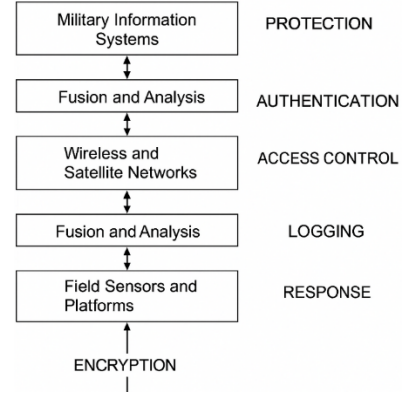 Military Information
Systems
PROTECTION
Fusion and Analysis
AUTHENTICATION
Wireless and
Satellite Networks
ACCESS CONTROL
Fusion and Analysis
LOGGING
Field Sensors and
Platforms
RESPONSE
ENCRYPTION